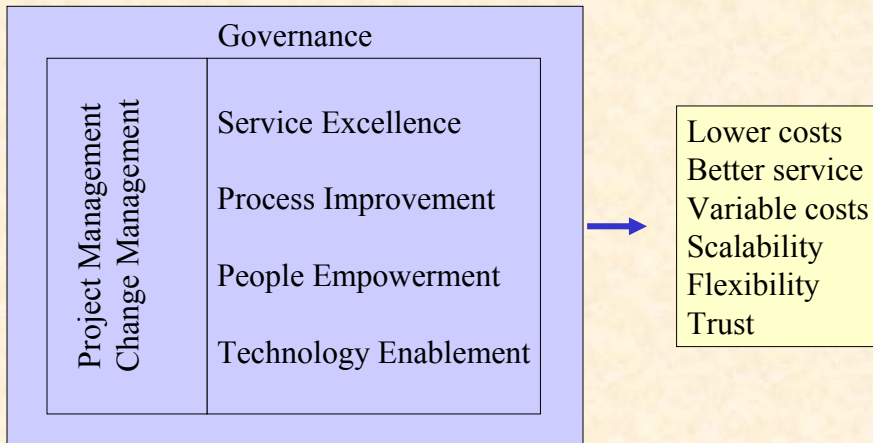 Governance
Project Management
Change Management
Service Excellence
Process Improvement
People Empowerment
Technology Enablement
Lower costs
Better service
Variable costs
Scalability
Flexibility
Trust